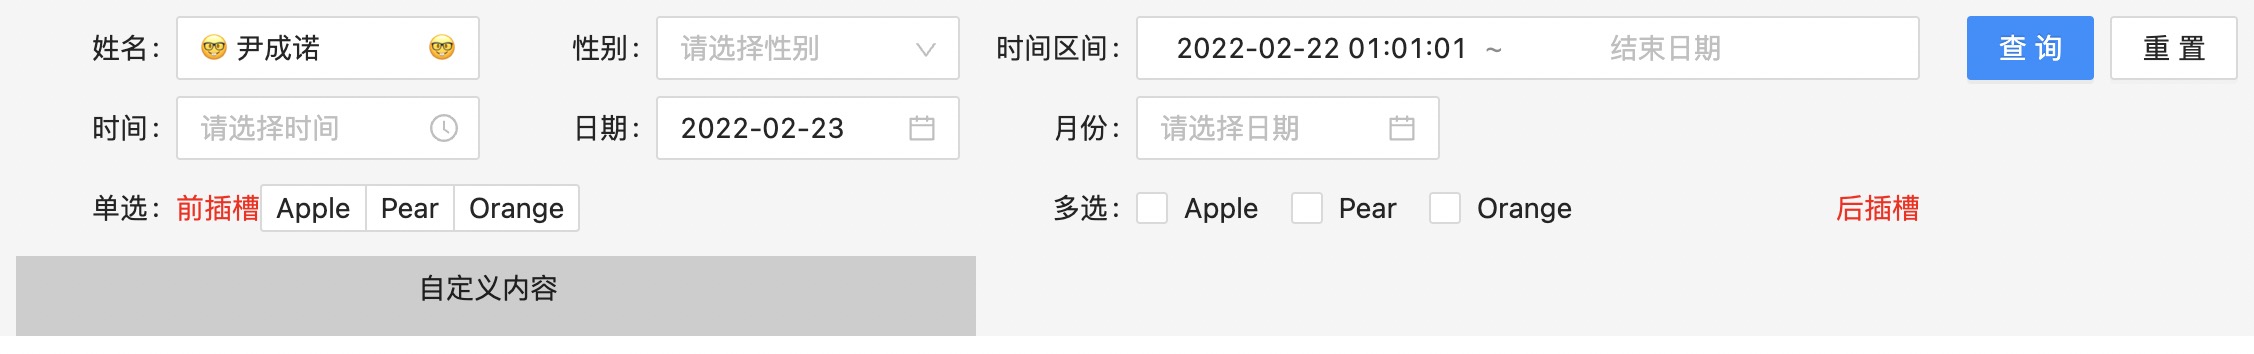 姓名： 🤓 尹成诺 🤓 性别： 请选择性别 时间区间： 2022-02-22 01:01:01 ~ 结束日期 查 询 重 置
时间： 请选择时间 日期： 2022-02-23 月份： 请选择日期
单选： 前插槽 Apple Pear Orange 多选： Apple Pear Orange 后插槽
自定义内容